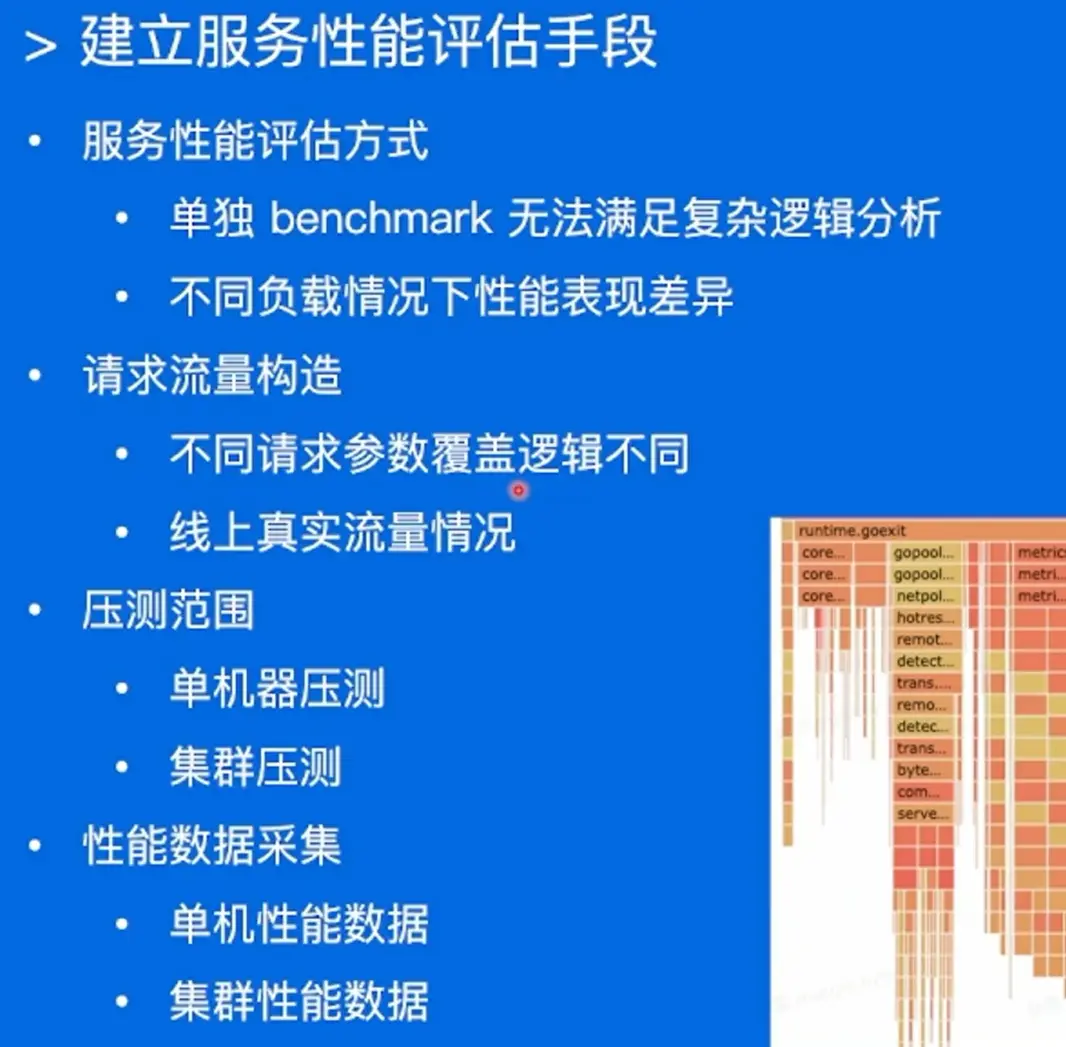 > 建立服务性能评估手段
• 服务性能评估方式
• 单独 benchmark 无法满足复杂逻辑分析
• 不同负载情况下性能表现差异
• 请求流量构造
• 不同请求参数覆盖逻辑不同
• 线上真实流量情况
• 压测范围
• 单机器压测
• 集群压测
• 性能数据采集
• 单机性能数据
• 集群性能数据
runtime.goexit
core... gopool... metrics
core... gopool... metri...
core... netpol... metri...
hotres...
remot...
detect...
trans....
remo...
detec...
trans...
byte...
com...
serve...